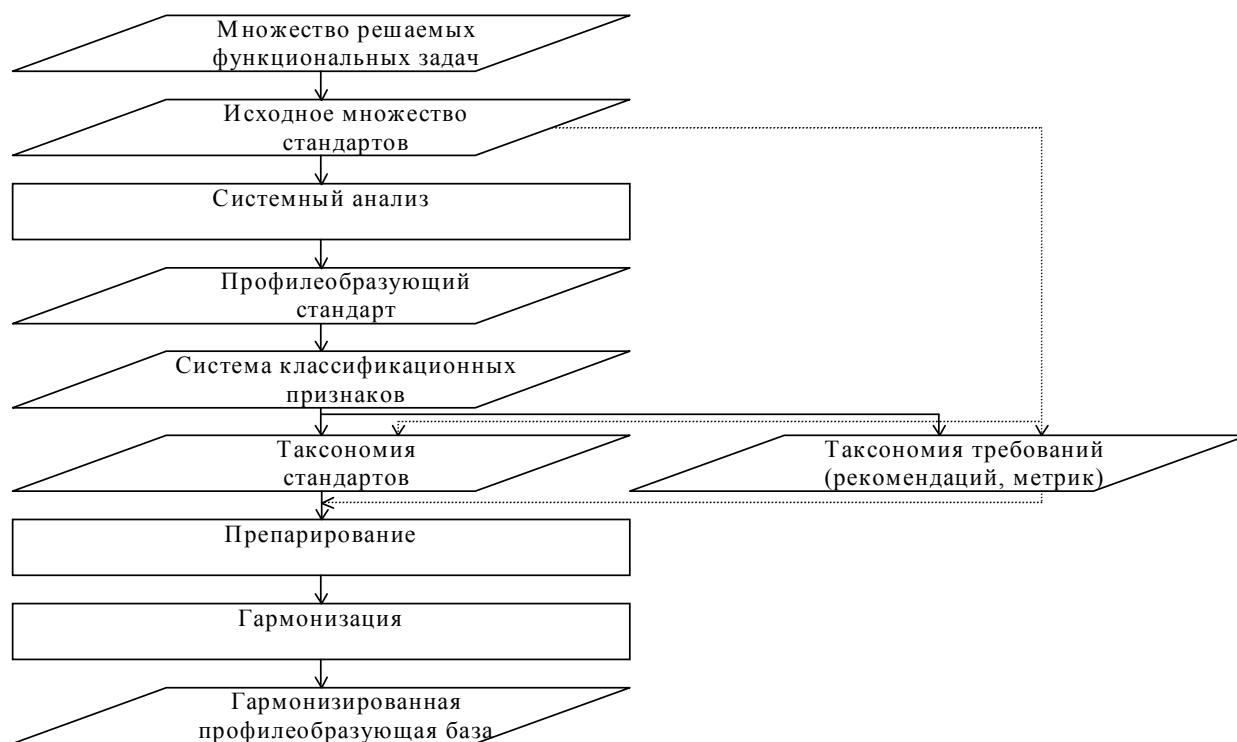 Множество решаемых
функциональных задач
Исходное множество
стандартов
Системный анализ
Профилеобразующий
стандарт
Система классификационных
признаков
Таксономия
стандартов
Таксономия требований
(рекомендаций, метрик)
Препарирование
Гармонизация
Гармонизированная
профилеобразующая база